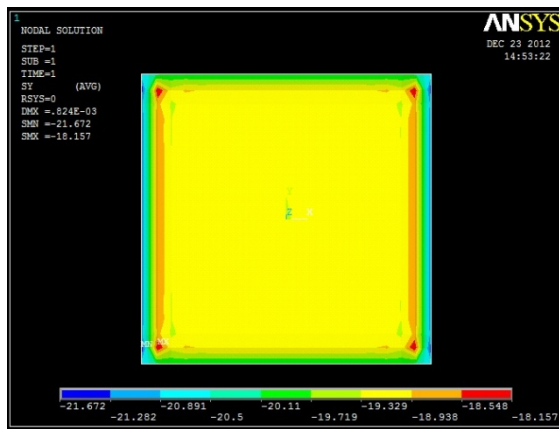 1
NODAL SOLUTION
STEP=1
SUB =1
TIME=1
SY (AVG)
RSYS=0
DMX =.824E-03
SMN =-21.672
SMX =-18.157
ANSYS
DEC 23 2012
14:53:22
Y
Z X
MN MX
-21.672 -20.891 -20.11 -19.329 -18.548
-21.282 -20.5 -19.719 -18.938 -18.157